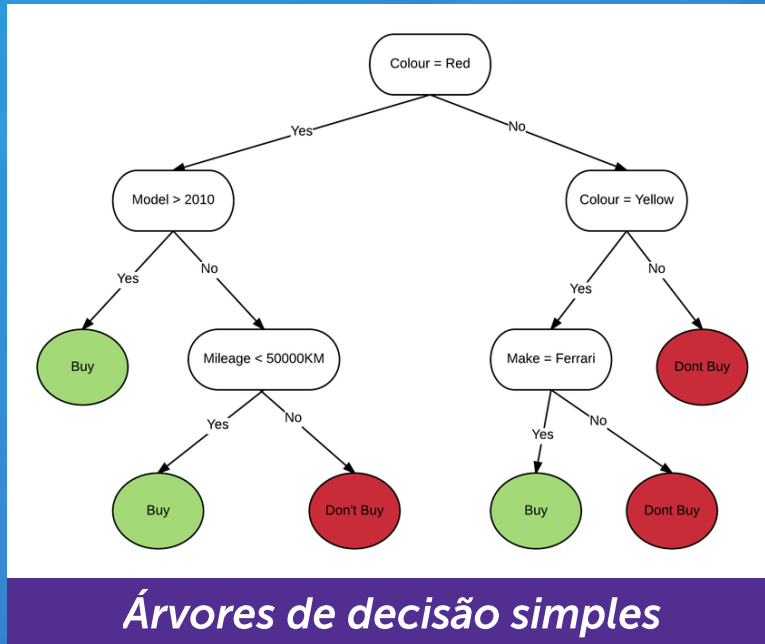 Colour = Red
Yes
No
Model > 2010
Colour = Yellow
Yes
No
Yes
No
Buy
Mileage < 50000KM
Make = Ferrari
Dont Buy
Yes
No
Yes
No
Buy
Don't Buy
Buy
Dont Buy
Árvores de decisão simples